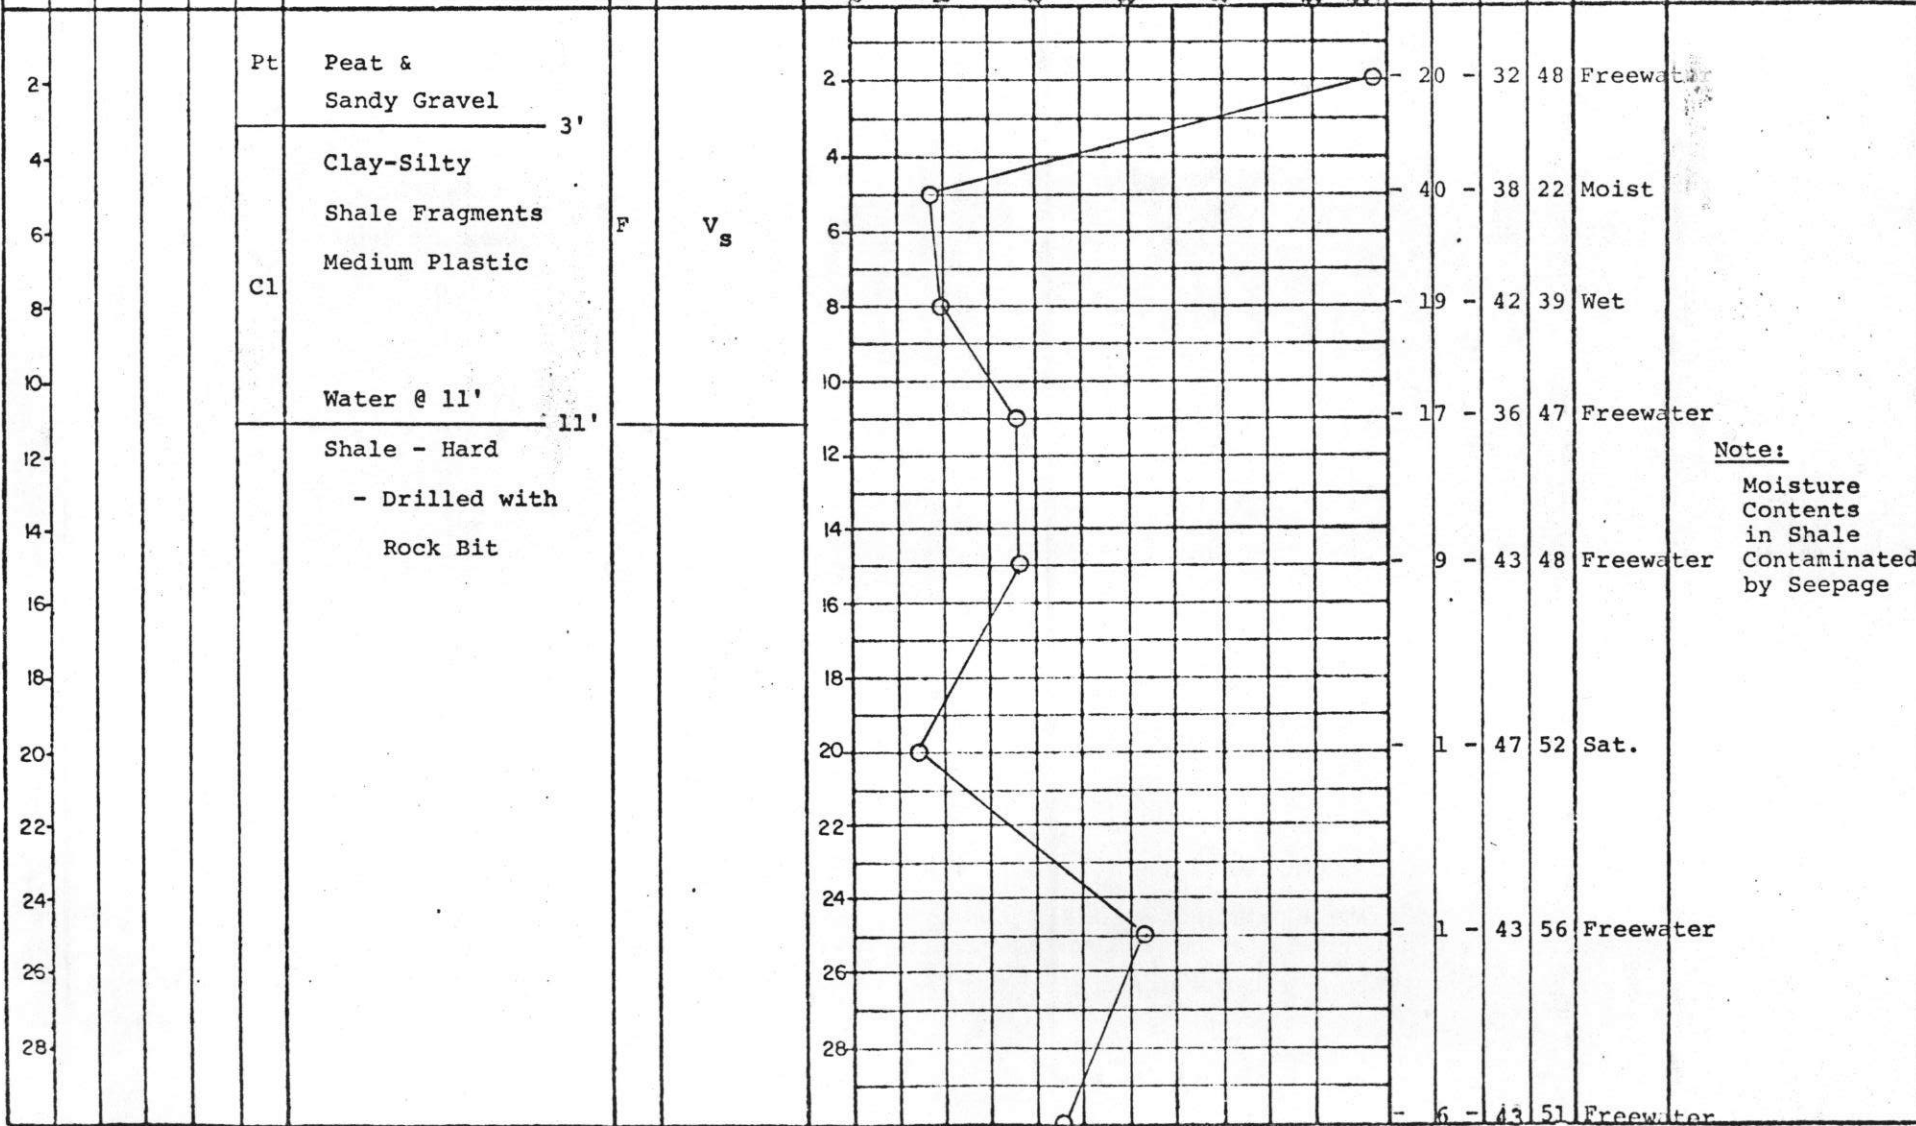 Pt Peat &
2 2 20 - 32 48 Freewater
Sandy Gravel
3'
4 Clay-Silty 4
40 - 38 22 Moist
Shale Fragments
6 F Vs 6
Medium Plastic
Cl
8 8 19 - 42 39 Wet
10 10
Water @ 11'
11' 17 - 36 47 Freewater
Shale - Hard
12 12 Note:
- Drilled with Moisture
Contents
14 14 in Shale
Rock Bit 9 - 43 48 Freewater Contaminated
by Seepage
16 16
18 18
20 20 - 1 - 47 52 Sat.
22 22
24 24
- 1 - 43 56 Freewater
26 26
28 28
- 6 - 43 51 Freewater